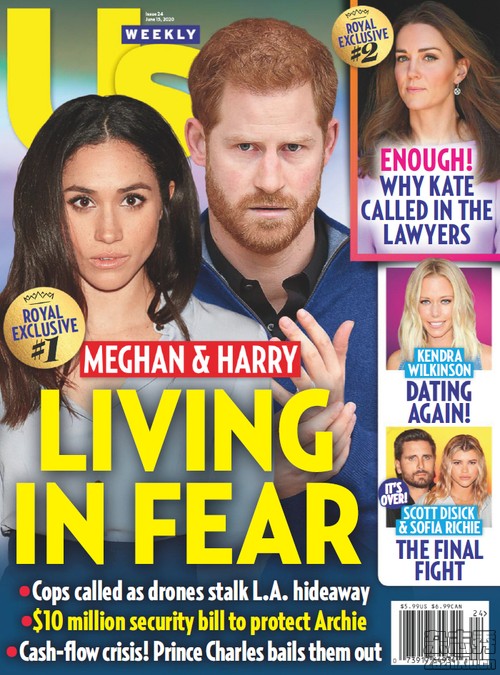 Us
WEEKLY
Issue 24
June 15, 2020
ROYAL
EXCLUSIVE
#2
ENOUGH!
WHY KATE
CALLED IN THE
LAWYERS
ROYAL
EXCLUSIVE
#1
MEGHAN & HARRY
LIVING
IN FEAR
•Cops called as drones stalk L.A. hideaway
•$10 million security bill to protect Archie
•Cash-flow crisis! Prince Charles bails them out
KENDRA
WILKINSON
DATING
AGAIN!
IT'S
OVER!
SCOTT DISICK
& SOFIA RICHIE
THE FINAL
FIGHT
$5.99US $6.99CAN
24>